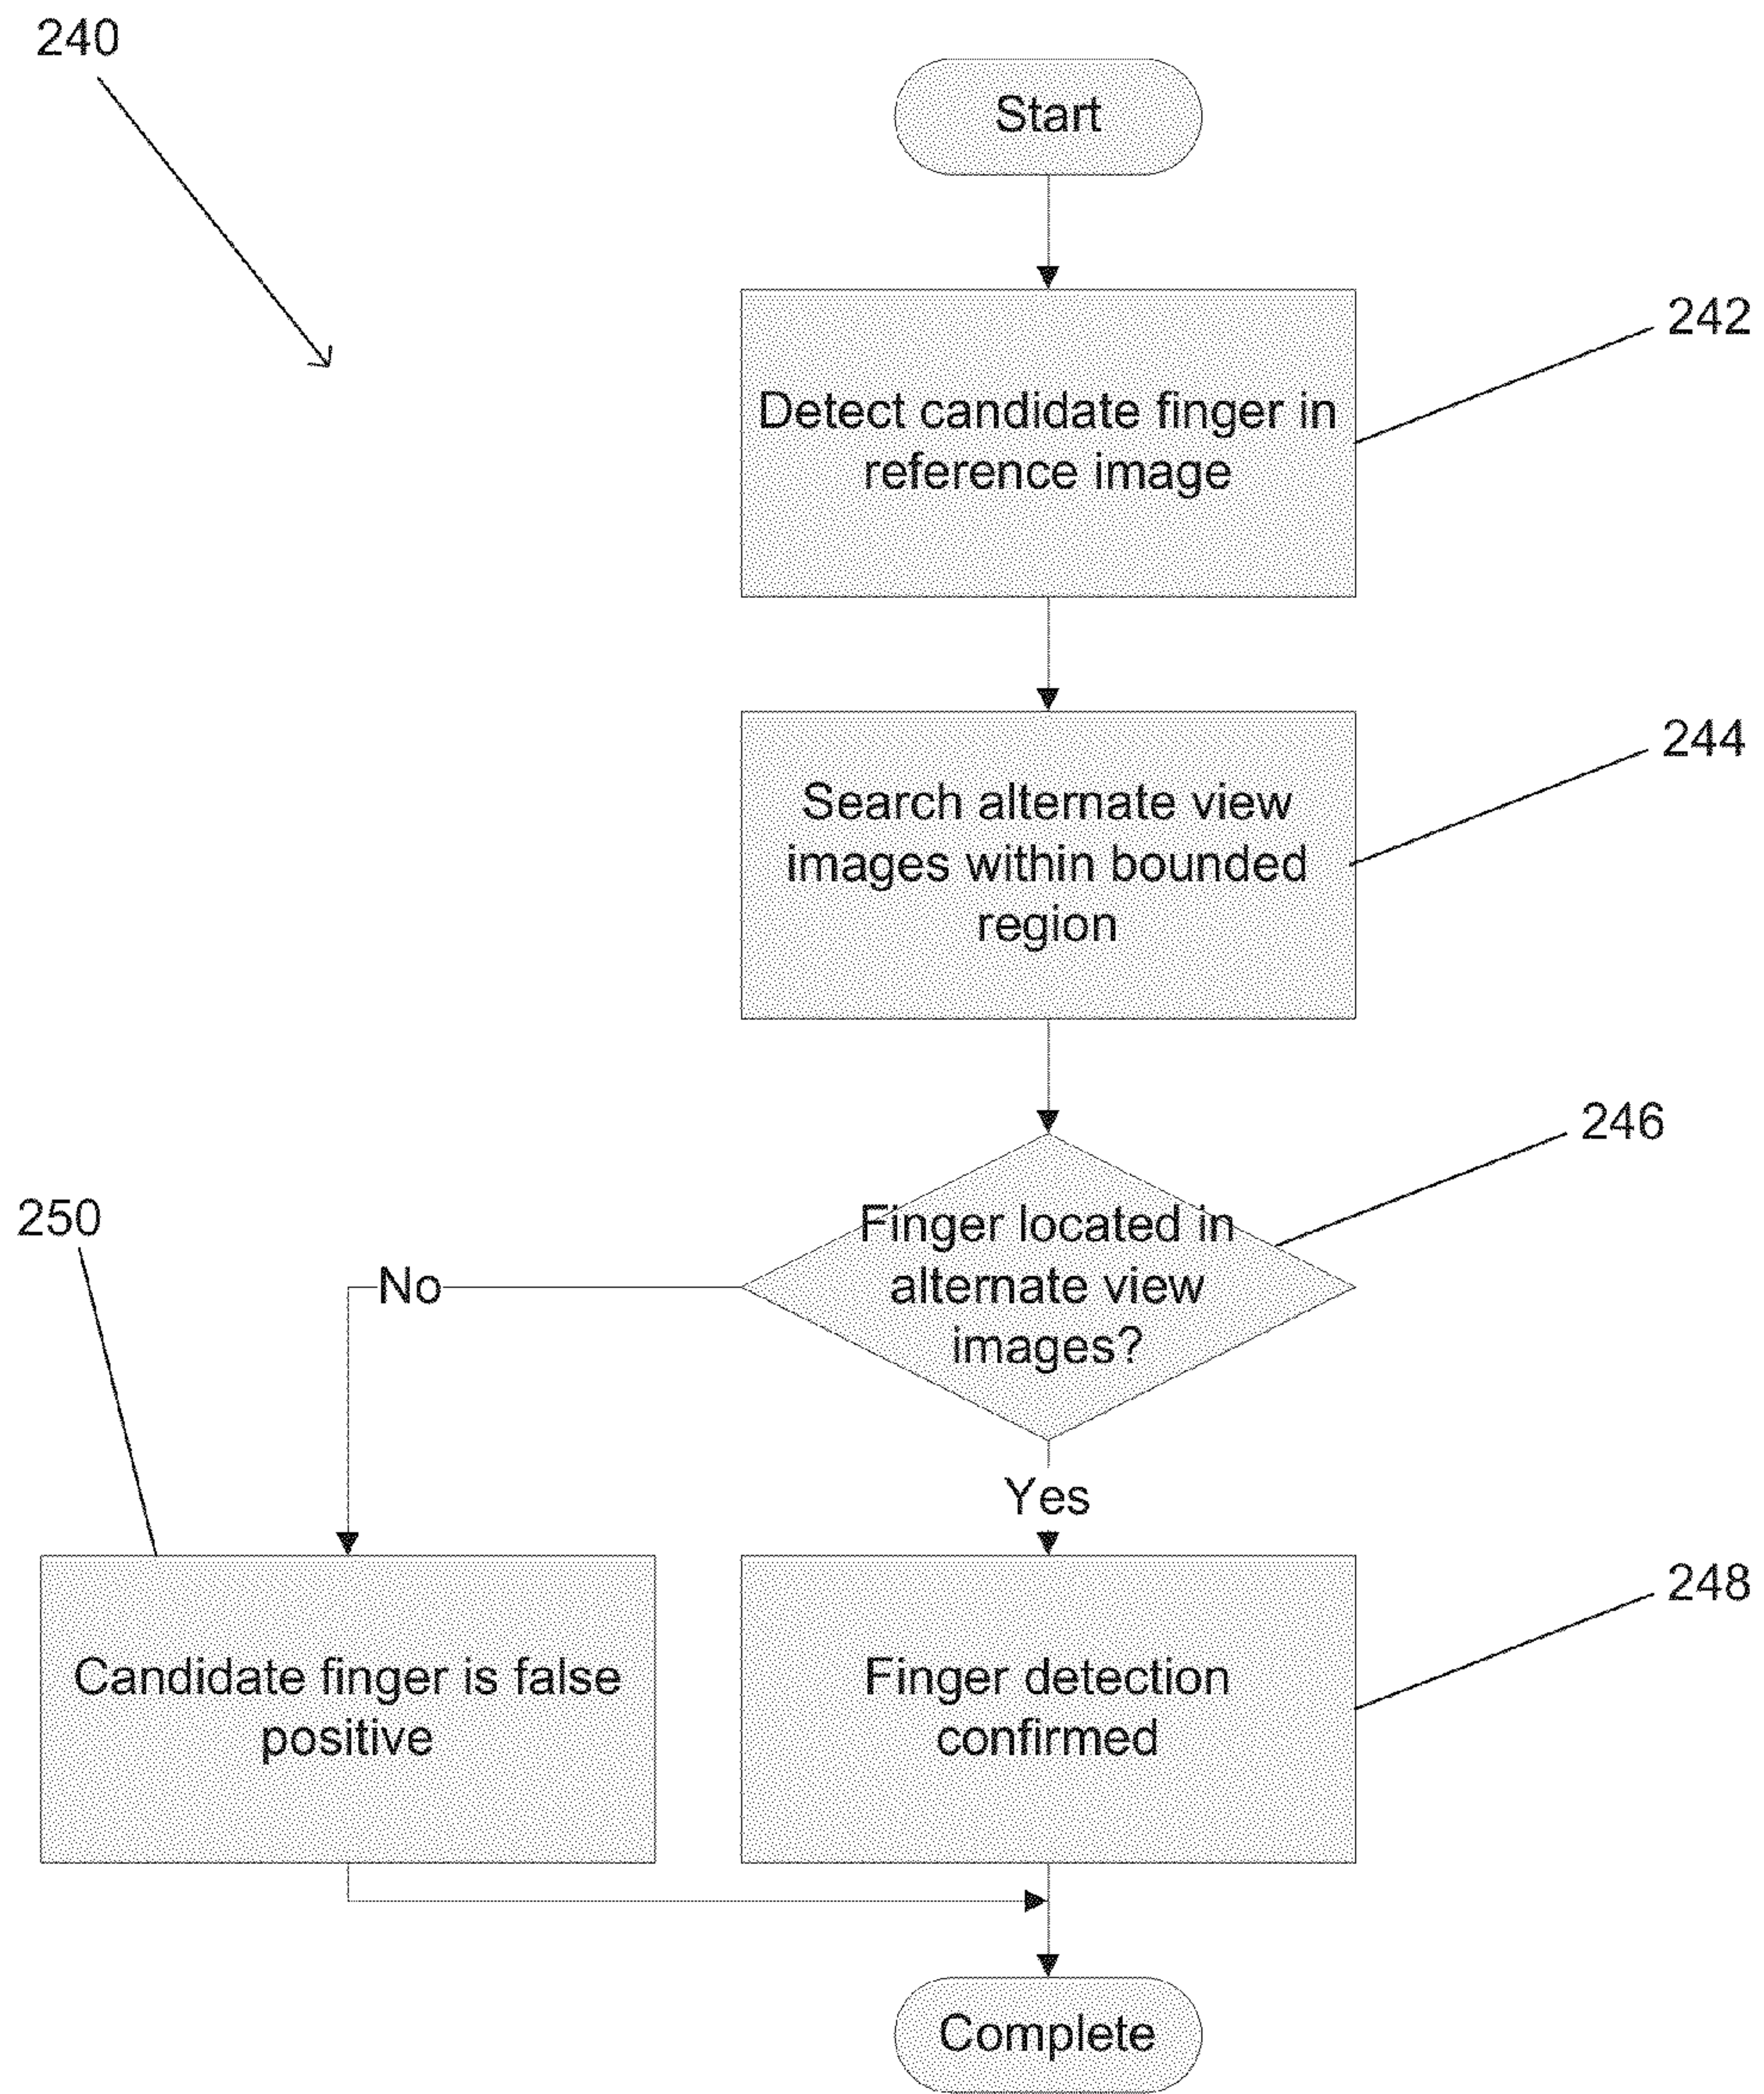 240
Start
242
Detect candidate finger in
reference image
244
Search alternate view
images within bounded
region
246
Finger located in
alternate view
images?
No
Yes
250
Candidate finger is false
positive
248
Finger detection
confirmed
Complete